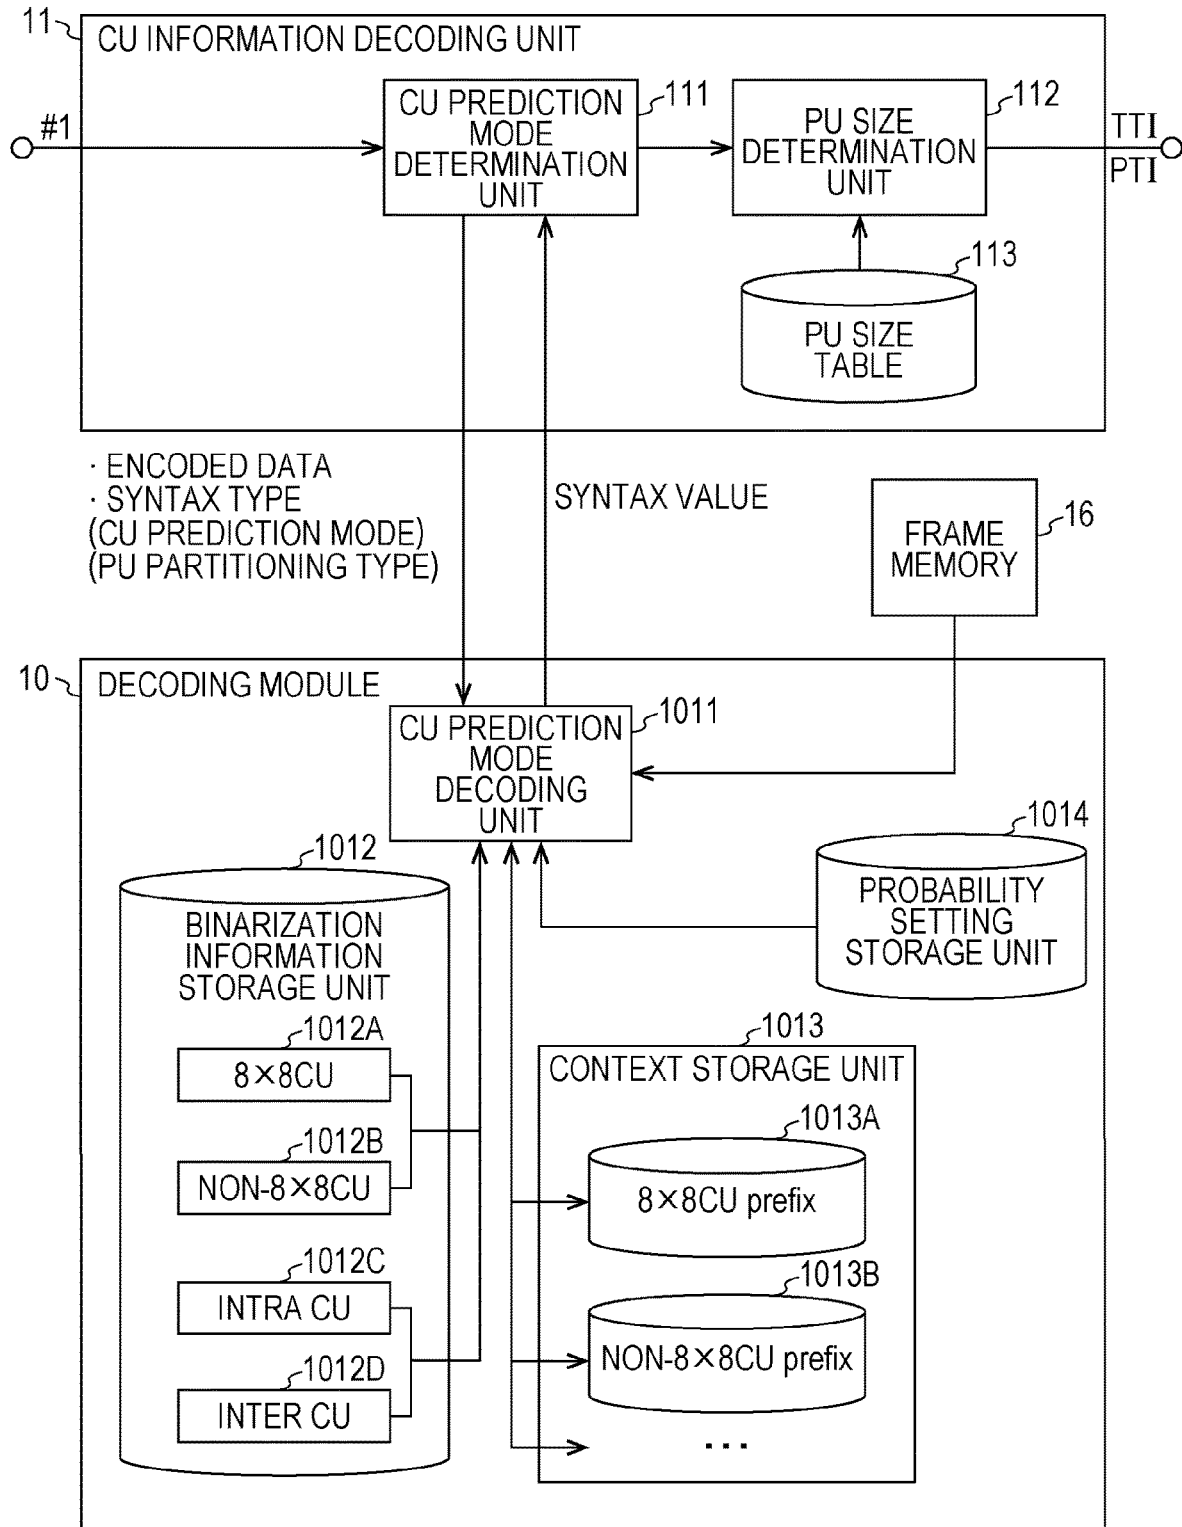 11
CU INFORMATION DECODING UNIT
#1
CU PREDICTION
MODE
DETERMINATION
UNIT
111
PU SIZE
DETERMINATION
UNIT
112
TTI
PTI
113
PU SIZE
TABLE
· ENCODED DATA
· SYNTAX TYPE
(CU PREDICTION MODE)
(PU PARTITIONING TYPE)
SYNTAX VALUE
FRAME
MEMORY
16
10
DECODING MODULE
CU PREDICTION
MODE
DECODING
UNIT
1011
1012
BINARIZATION
INFORMATION
STORAGE UNIT
1012A
8×8CU
1012B
NON-8×8CU
1012C
INTRA CU
1012D
INTER CU
1014
PROBABILITY
SETTING
STORAGE UNIT
1013
CONTEXT STORAGE UNIT
1013A
8×8CU prefix
1013B
NON-8×8CU prefix
...